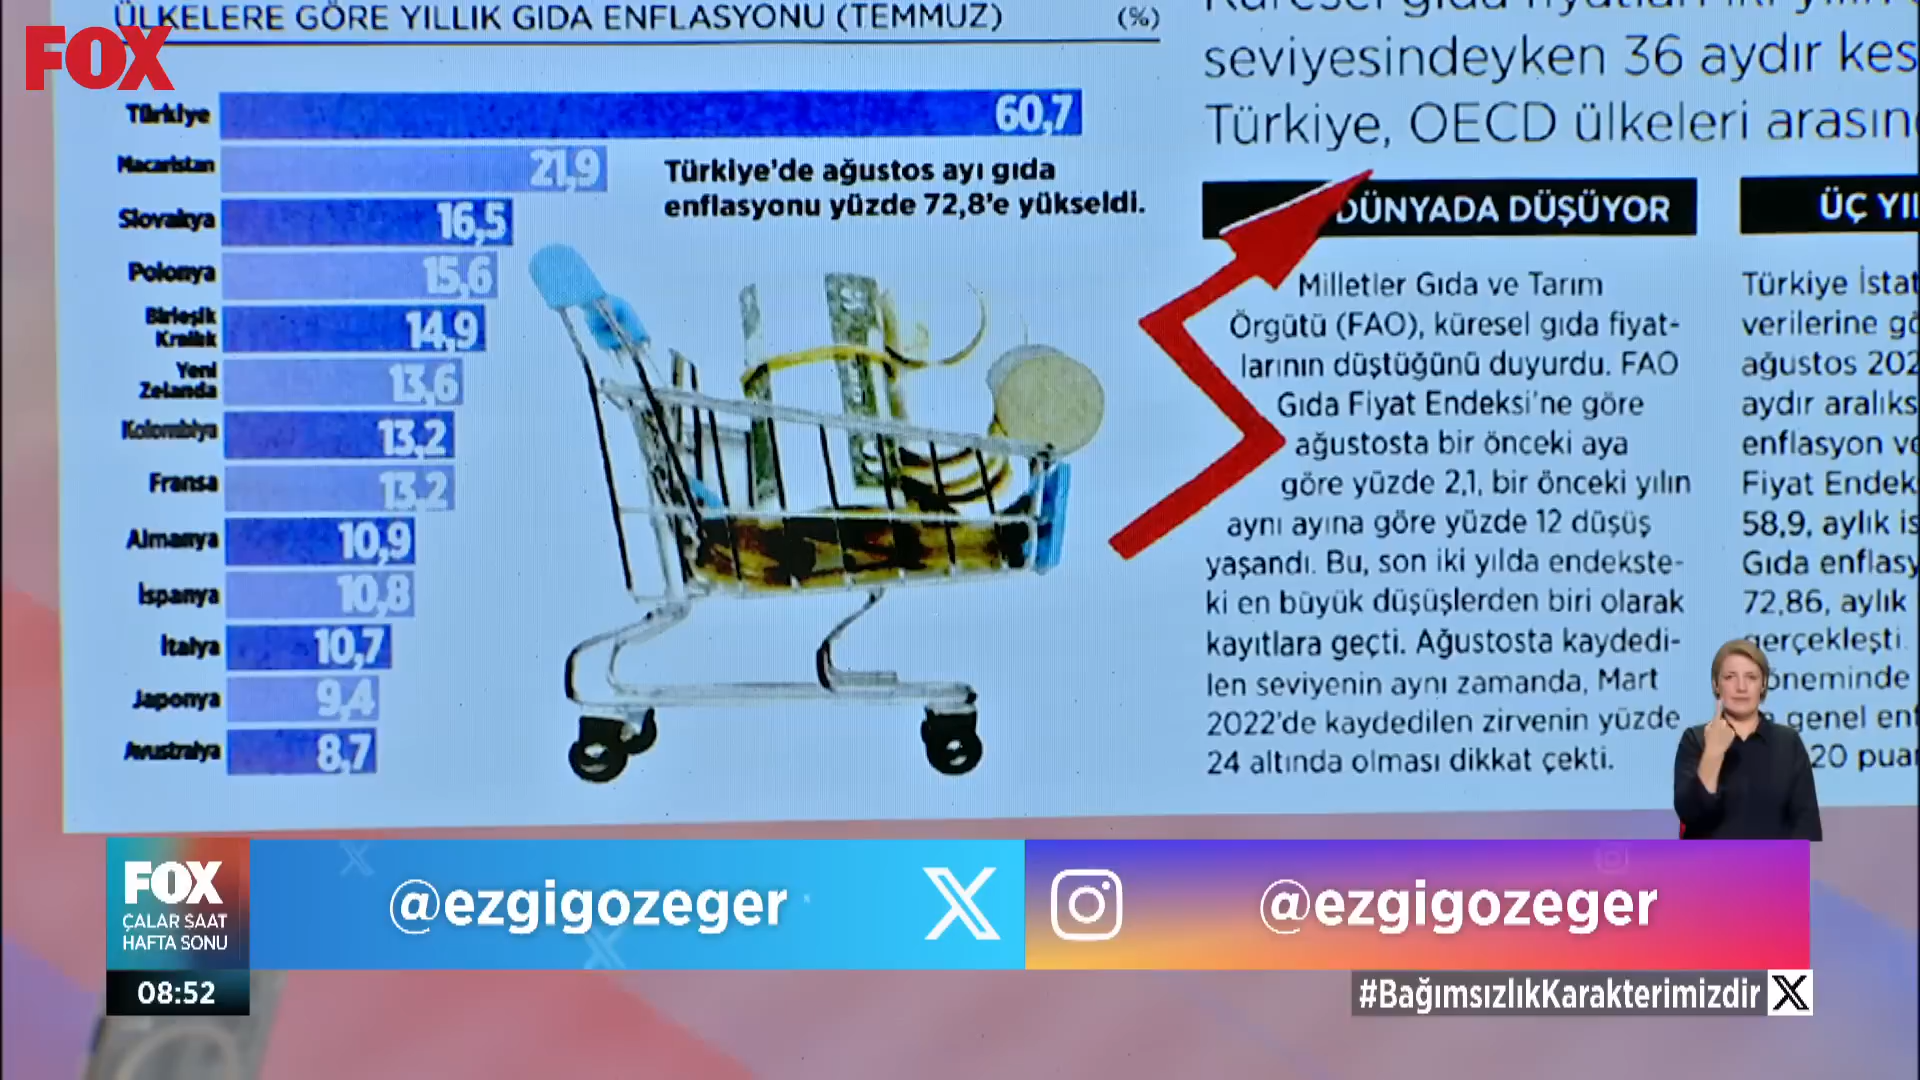 FOX
ÜLKELERE GÖRE YILLIK GIDA ENFLASYONU (TEMMUZ) (%)
Türkiye 60,7
Macaristan 21,9
Slovakya 16,5
Polonya 15,6
Birleşik Krallık 14,9
Yeni Zelanda 13,6
Kolombiya 13,2
Fransa 13,2
Almanya 10,9
İspanya 10,8
İtalya 10,7
Japonya 9,4
Avustralya 8,7
Türkiye'de ağustos ayı gıda
enflasyonu yüzde 72,8'e yükseldi.
seviyesindeyken 36 aydır kes
Türkiye, OECD ülkeleri arasın
DÜNYADA DÜŞÜYOR
Milletler Gıda ve Tarım
Örgütü (FAO), küresel gıda fiyat-
larının düştüğünü duyurdu. FAO
Gıda Fiyat Endeksi'ne göre
ağustosta bir önceki aya
göre yüzde 2,1, bir önceki yılın
aynı ayına göre yüzde 12 düşüş
yaşandı. Bu, son iki yılda endekste-
ki en büyük düşüşlerden biri olarak
kayıtlara geçti. Ağustosta kaydedi-
len seviyenin aynı zamanda, Mart
2022'de kaydedilen zirvenin yüzde
24 altında olması dikkat çekti.
ÜÇ YI
Türkiye İstat
verilerine gö
ağustos 202
aydır aralıks
enflasyon ve
Fiyat Endek
58,9, aylık is
Gıda enflasy
72,86, aylık
gerçekleşti.
öneminde
genel enf
20 pua
FOX
ÇALAR SAAT
HAFTA SONU
08:52
@ezgigozeger
@ezgigozeger
#BağımsızlıkKarakterimizdir